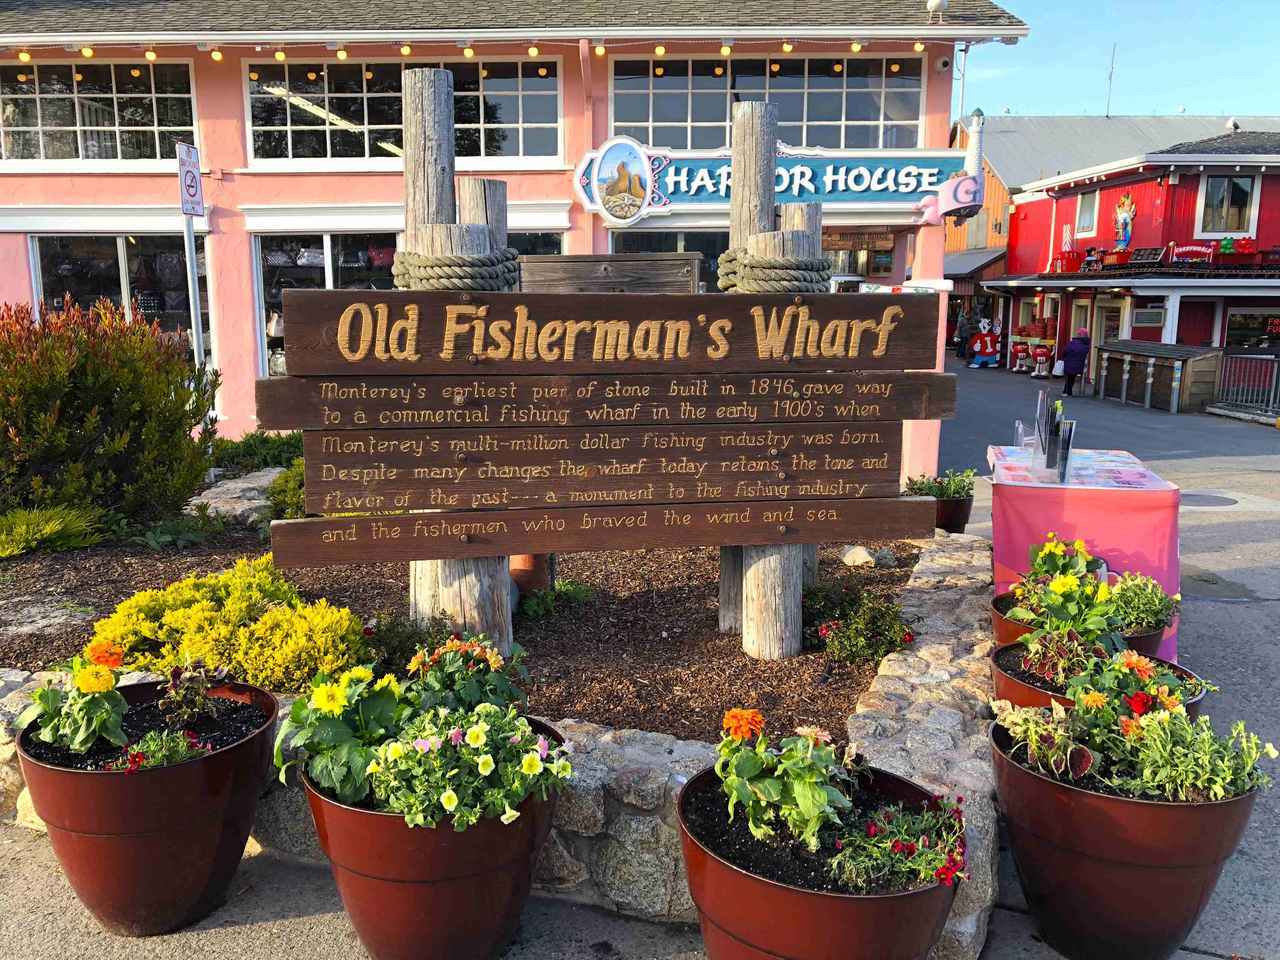 HARBOR HOUSE
G
Old Fisherman's Wharf
Monterey's earliest pier of stone built in 1846, gave way
to a commercial fishing wharf in the early 1900's when
Monterey's multi-million dollar fishing industry was born.
Despite many changes the wharf today retains the tone and
flavor of the past --- a monument to the fishing industry
and the fishermen who braved the wind and sea.